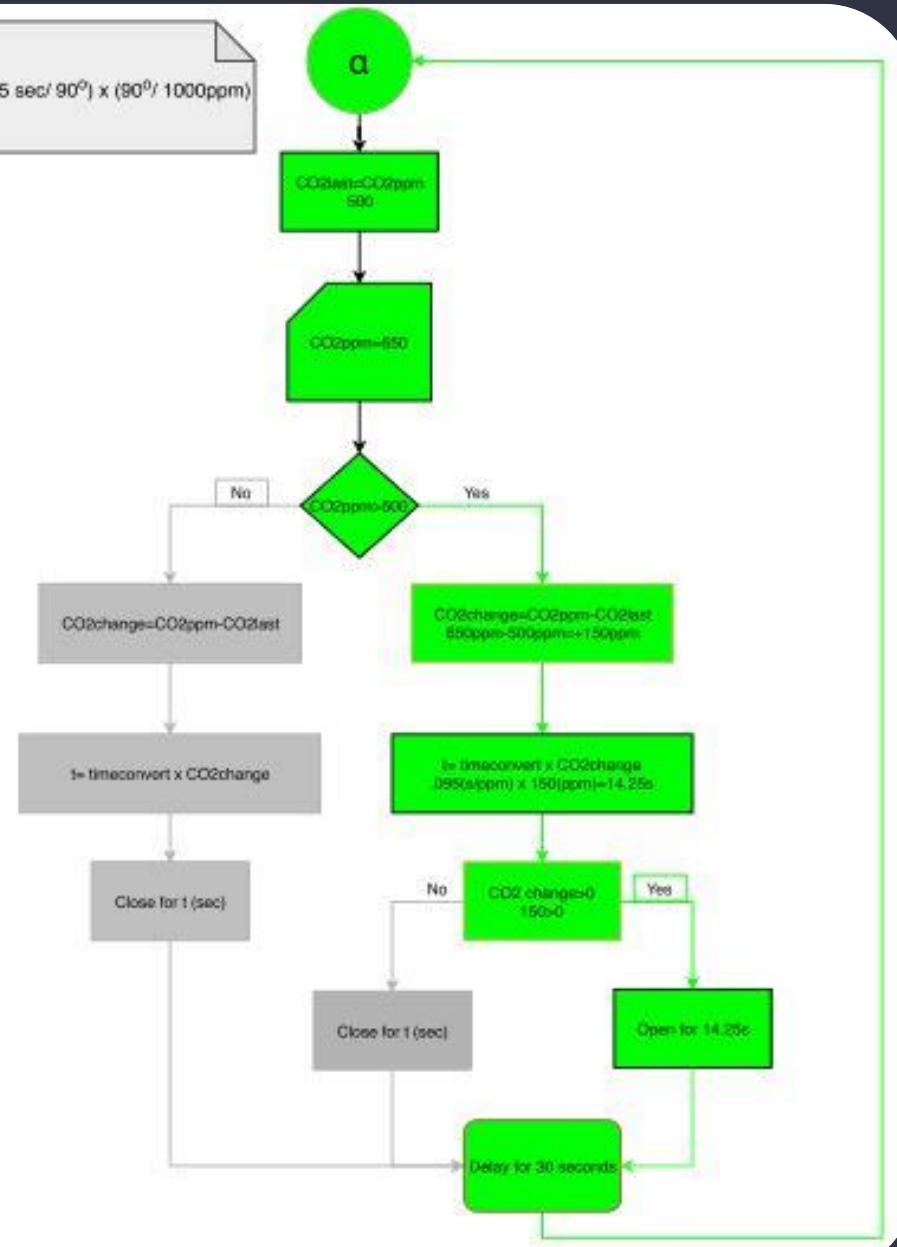 5 sec/ 90⁰) x (90⁰/ 1000ppm)
α
CO2last=CO2ppm
500
CO2ppm=650
CO2ppm>500
No
Yes
CO2change=CO2ppm-CO2last
CO2change=CO2ppm-CO2last
650ppm-500ppm=+150ppm
t= timeconvert x CO2change
t= timeconvert x CO2change
.095(s/ppm) x 150(ppm)=14.25s
Close for t (sec)
No
CO2 change>0
150>0
Yes
Close for t (sec)
Open for 14.25s
Delay for 30 seconds